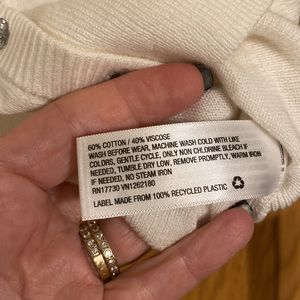 60% COTTON / 40% VISCOSE
WASH BEFORE WEAR, MACHINE WASH COLD WITH LIKE
COLORS, GENTLE CYCLE, ONLY NON CHLORINE BLEACH IF
NEEDED, TUMBLE DRY LOW, REMOVE PROMPTLY, WARM IRON
IF NEEDED, NO STEAM IRON
RN17730 VN1262180
LABEL MADE FROM 100% RECYCLED PLASTIC